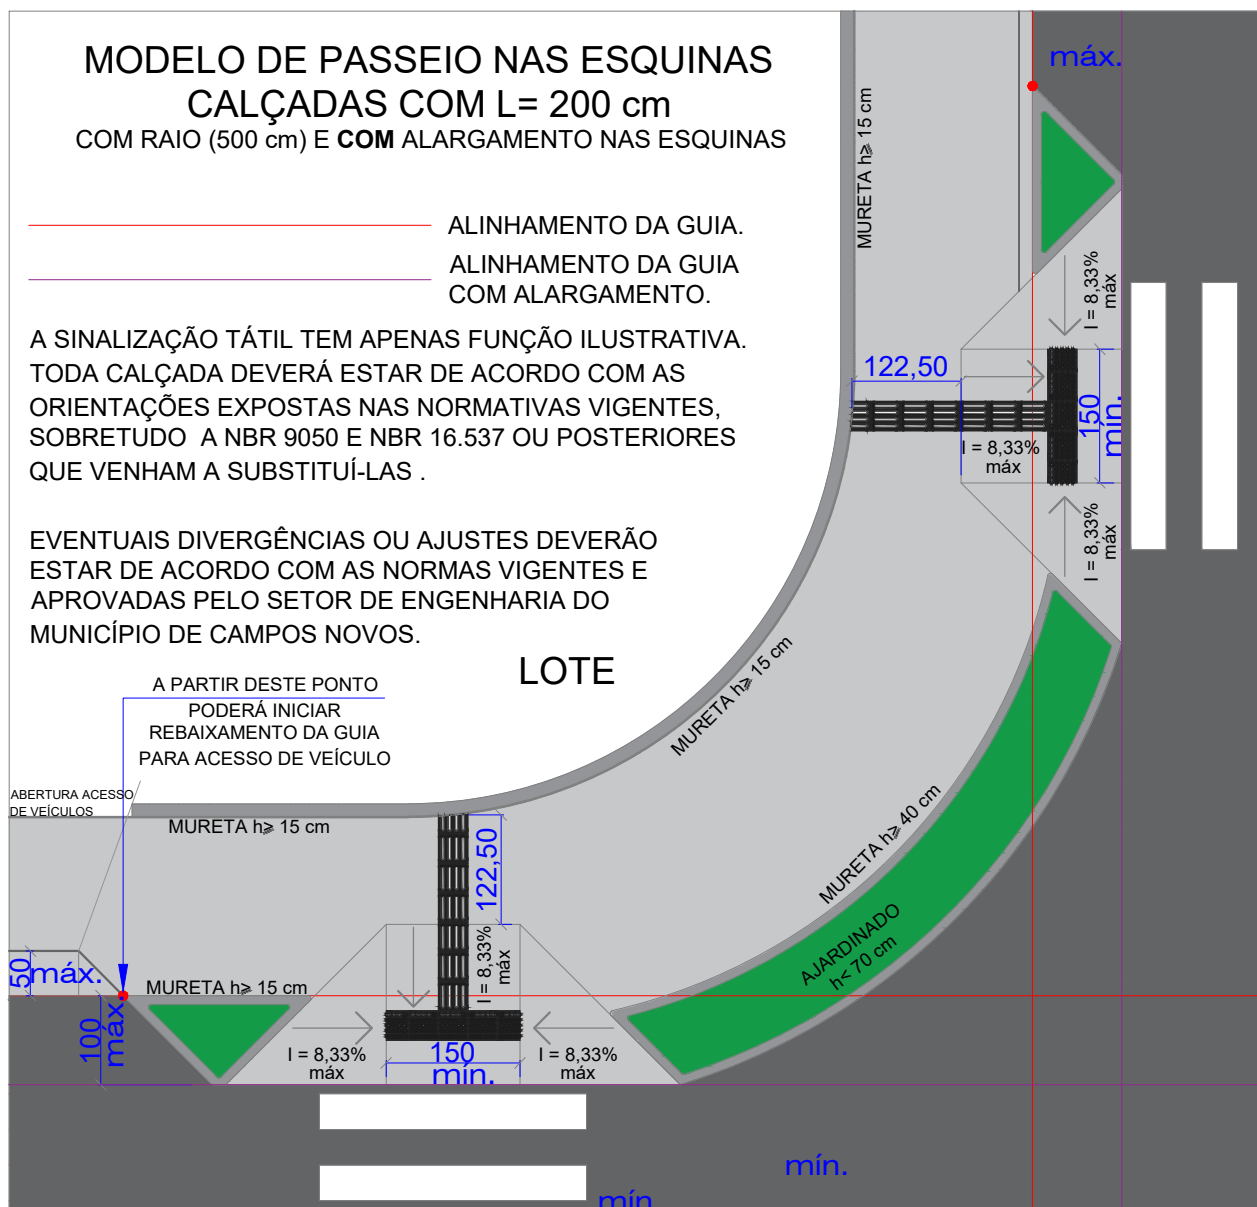 MODELO DE PASSEIO NAS ESQUINAS
CALÇADAS COM L= 200 cm
COM RAIO (500 cm) E COM ALARGAMENTO NAS ESQUINAS
ALINHAMENTO DA GUIA.
ALINHAMENTO DA GUIA
COM ALARGAMENTO.
A SINALIZAÇÃO TÁTIL TEM APENAS FUNÇÃO ILUSTRATIVA.
TODA CALÇADA DEVERÁ ESTAR DE ACORDO COM AS
ORIENTAÇÕES EXPOSTAS NAS NORMATIVAS VIGENTES,
SOBRETUDO A NBR 9050 E NBR 16.537 OU POSTERIORES
QUE VENHAM A SUBSTITUÍ-LAS .
EVENTUAIS DIVERGÊNCIAS OU AJUSTES DEVERÃO
ESTAR DE ACORDO COM AS NORMAS VIGENTES E
APROVADAS PELO SETOR DE ENGENHARIA DO
MUNICÍPIO DE CAMPOS NOVOS.
LOTE
A PARTIR DESTE PONTO
PODERÁ INICIAR
REBAIXAMENTO DA GUIA
PARA ACESSO DE VEÍCULO
ABERTURA ACESSO
DE VEÍCULOS
MURETA h⩾ 15 cm
máx.
MURETA h⩾ 15 cm
I = 8,33%
máx
122,50
I = 8,33%
máx
150
mín.
I = 8,33%
máx
MURETA h⩾ 15 cm
MURETA h⩾ 40 cm
AJARDINADO
h< 70 cm
122,50
I = 8,33%
máx
50
máx.
MURETA h⩾ 15 cm
100
máx.
I = 8,33%
máx
150
mín.
I = 8,33%
máx
mín.
mín